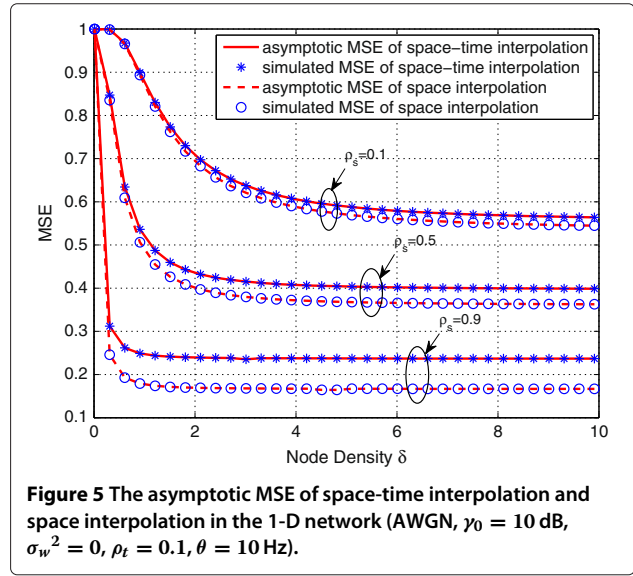 1
0.9
0.8
0.7
0.6
0.5
0.4
0.3
0.2
0.1
MSE
asymptotic MSE of space-time interpolation
simulated MSE of space-time interpolation
asymptotic MSE of space interpolation
simulated MSE of space interpolation
ρs=0.1
ρs=0.5
ρs=0.9
0 2 4 6 8 10
Node Density δ
Figure 5 The asymptotic MSE of space-time interpolation and
space interpolation in the 1-D network (AWGN, γ0 = 10 dB,
σw² = 0, ρt = 0.1, θ = 10 Hz).